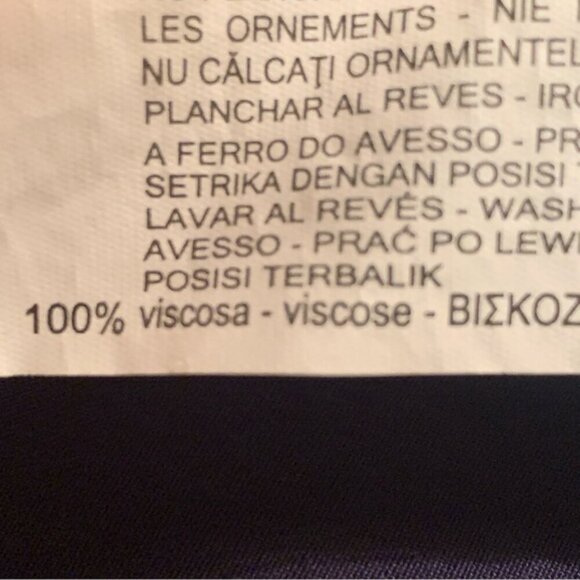 LES ORNEMENTS - NIE
NU CĂLCAŢI ORNAMENTEL
PLANCHAR AL REVES - IRO
A FERRO DO AVESSO - PR
SETRIKA DENGAN POSISI
LAVAR AL REVÉS - WASH
AVESSO - PRAĆ PO LEW
POSISI TERBALIK
100% viscosa - viscose - ΒΙΣΚΟΖ